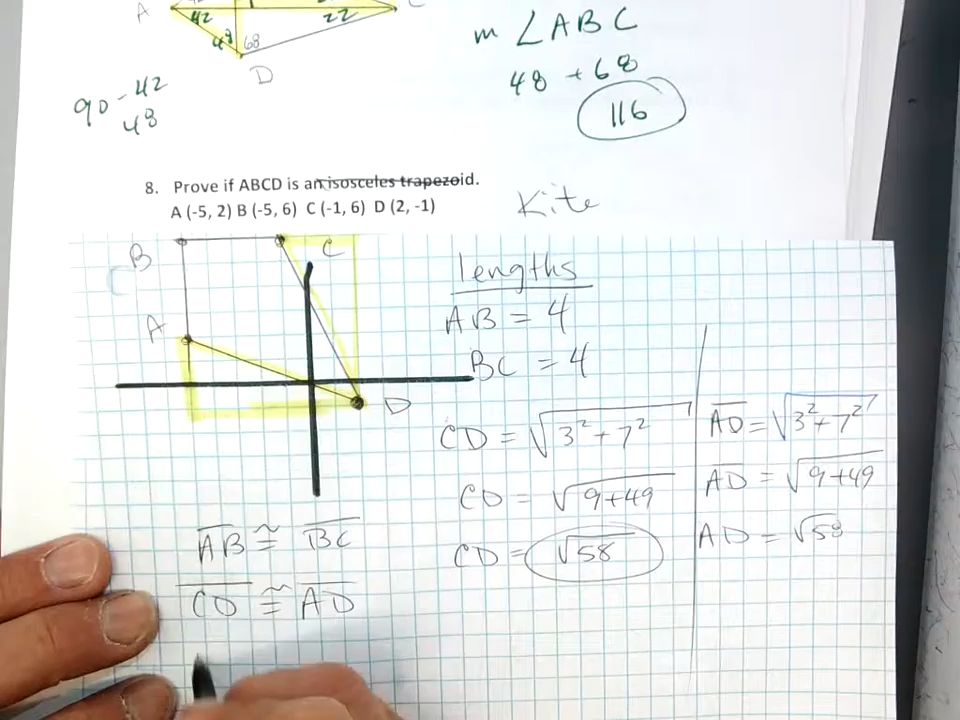 A
42
22
C
48
68
D
90 - 42
48
m ∠ABC
48 + 68
116
8. Prove if ABCD is an isosceles trapezoid.
A (-5, 2) B (-5, 6) C (-1, 6) D (2, -1)
Kite
B
C
C
A
D
lengths
AB = 4
BC = 4
CD = √3² + 7²
CD = √9+49
CD = √58
AD = √3² + 7²
AD = √9+49
AD = √58
AB ≅ BC
CD ≅ AD